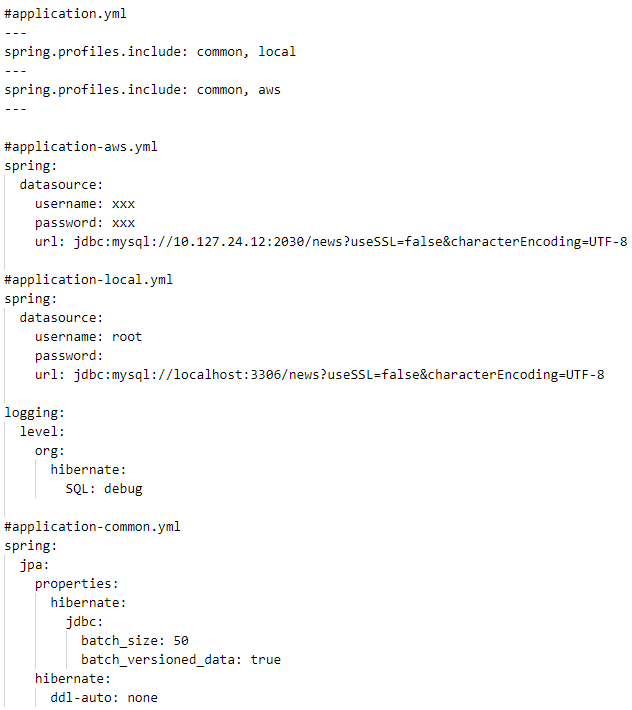 #application.yml
---
spring.profiles.include: common, local
---
spring.profiles.include: common, aws
---
#application-aws.yml
spring:
  datasource:
    username: xxx
    password: xxx
    url: jdbc:mysql://10.127.24.12:2030/news?useSSL=false&characterEncoding=UTF-8
#application-local.yml
spring:
  datasource:
    username: root
    password:
    url: jdbc:mysql://localhost:3306/news?useSSL=false&characterEncoding=UTF-8
logging:
  level:
    org:
      hibernate:
        SQL: debug
#application-common.yml
spring:
  jpa:
    properties:
      hibernate:
        jdbc:
          batch_size: 50
          batch_versioned_data: true
    hibernate:
      ddl-auto: none